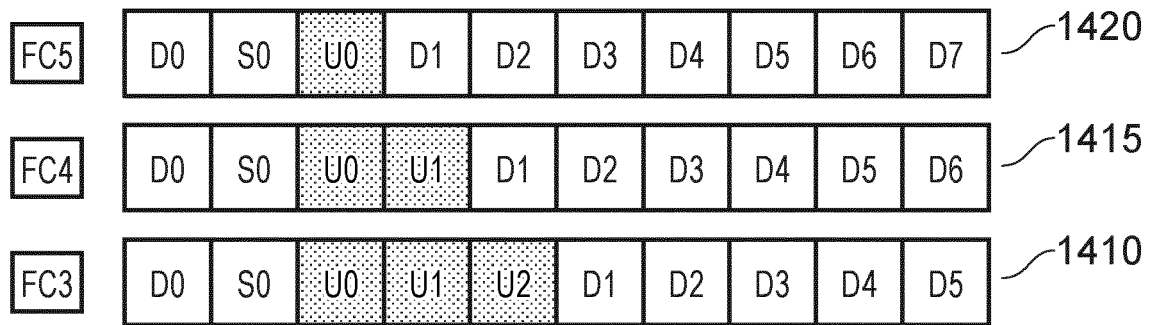 FC5 D0 S0 U0 D1 D2 D3 D4 D5 D6 D7 1420
FC4 D0 S0 U0 U1 D1 D2 D3 D4 D5 D6 1415
FC3 D0 S0 U0 U1 U2 D1 D2 D3 D4 D5 1410